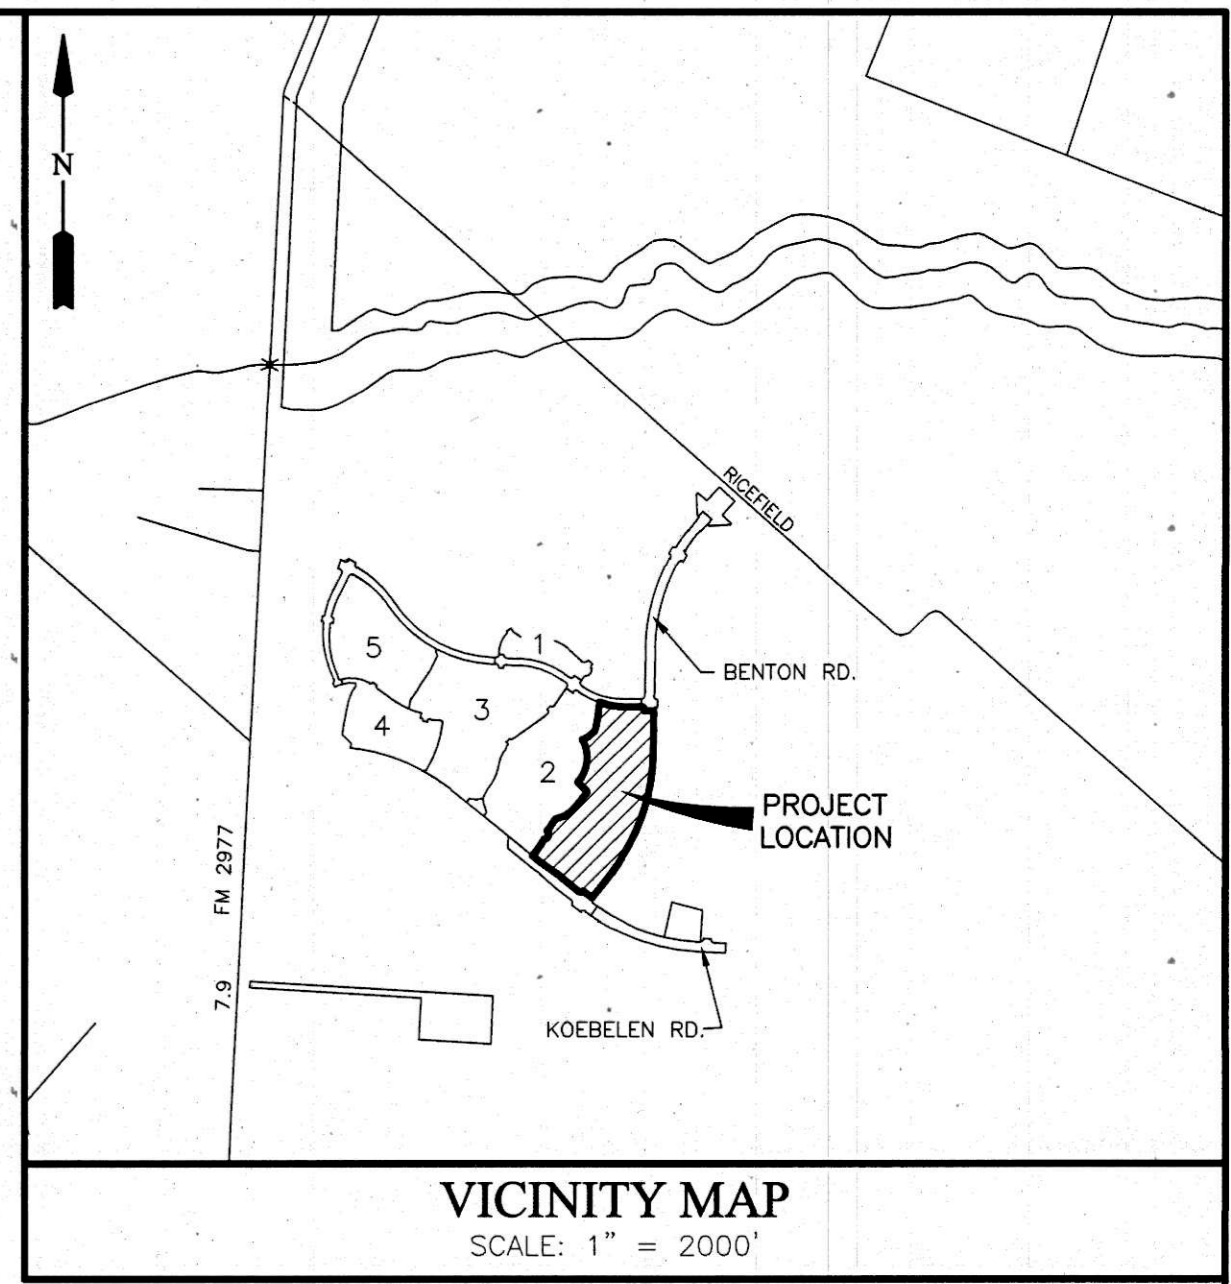 N
RICEFIELD
1
5
BENTON RD.
3
4
2
PROJECT
LOCATION
7.9 FM 2977
KOEBELEN RD.
VICINITY MAP
SCALE: 1" = 2000'